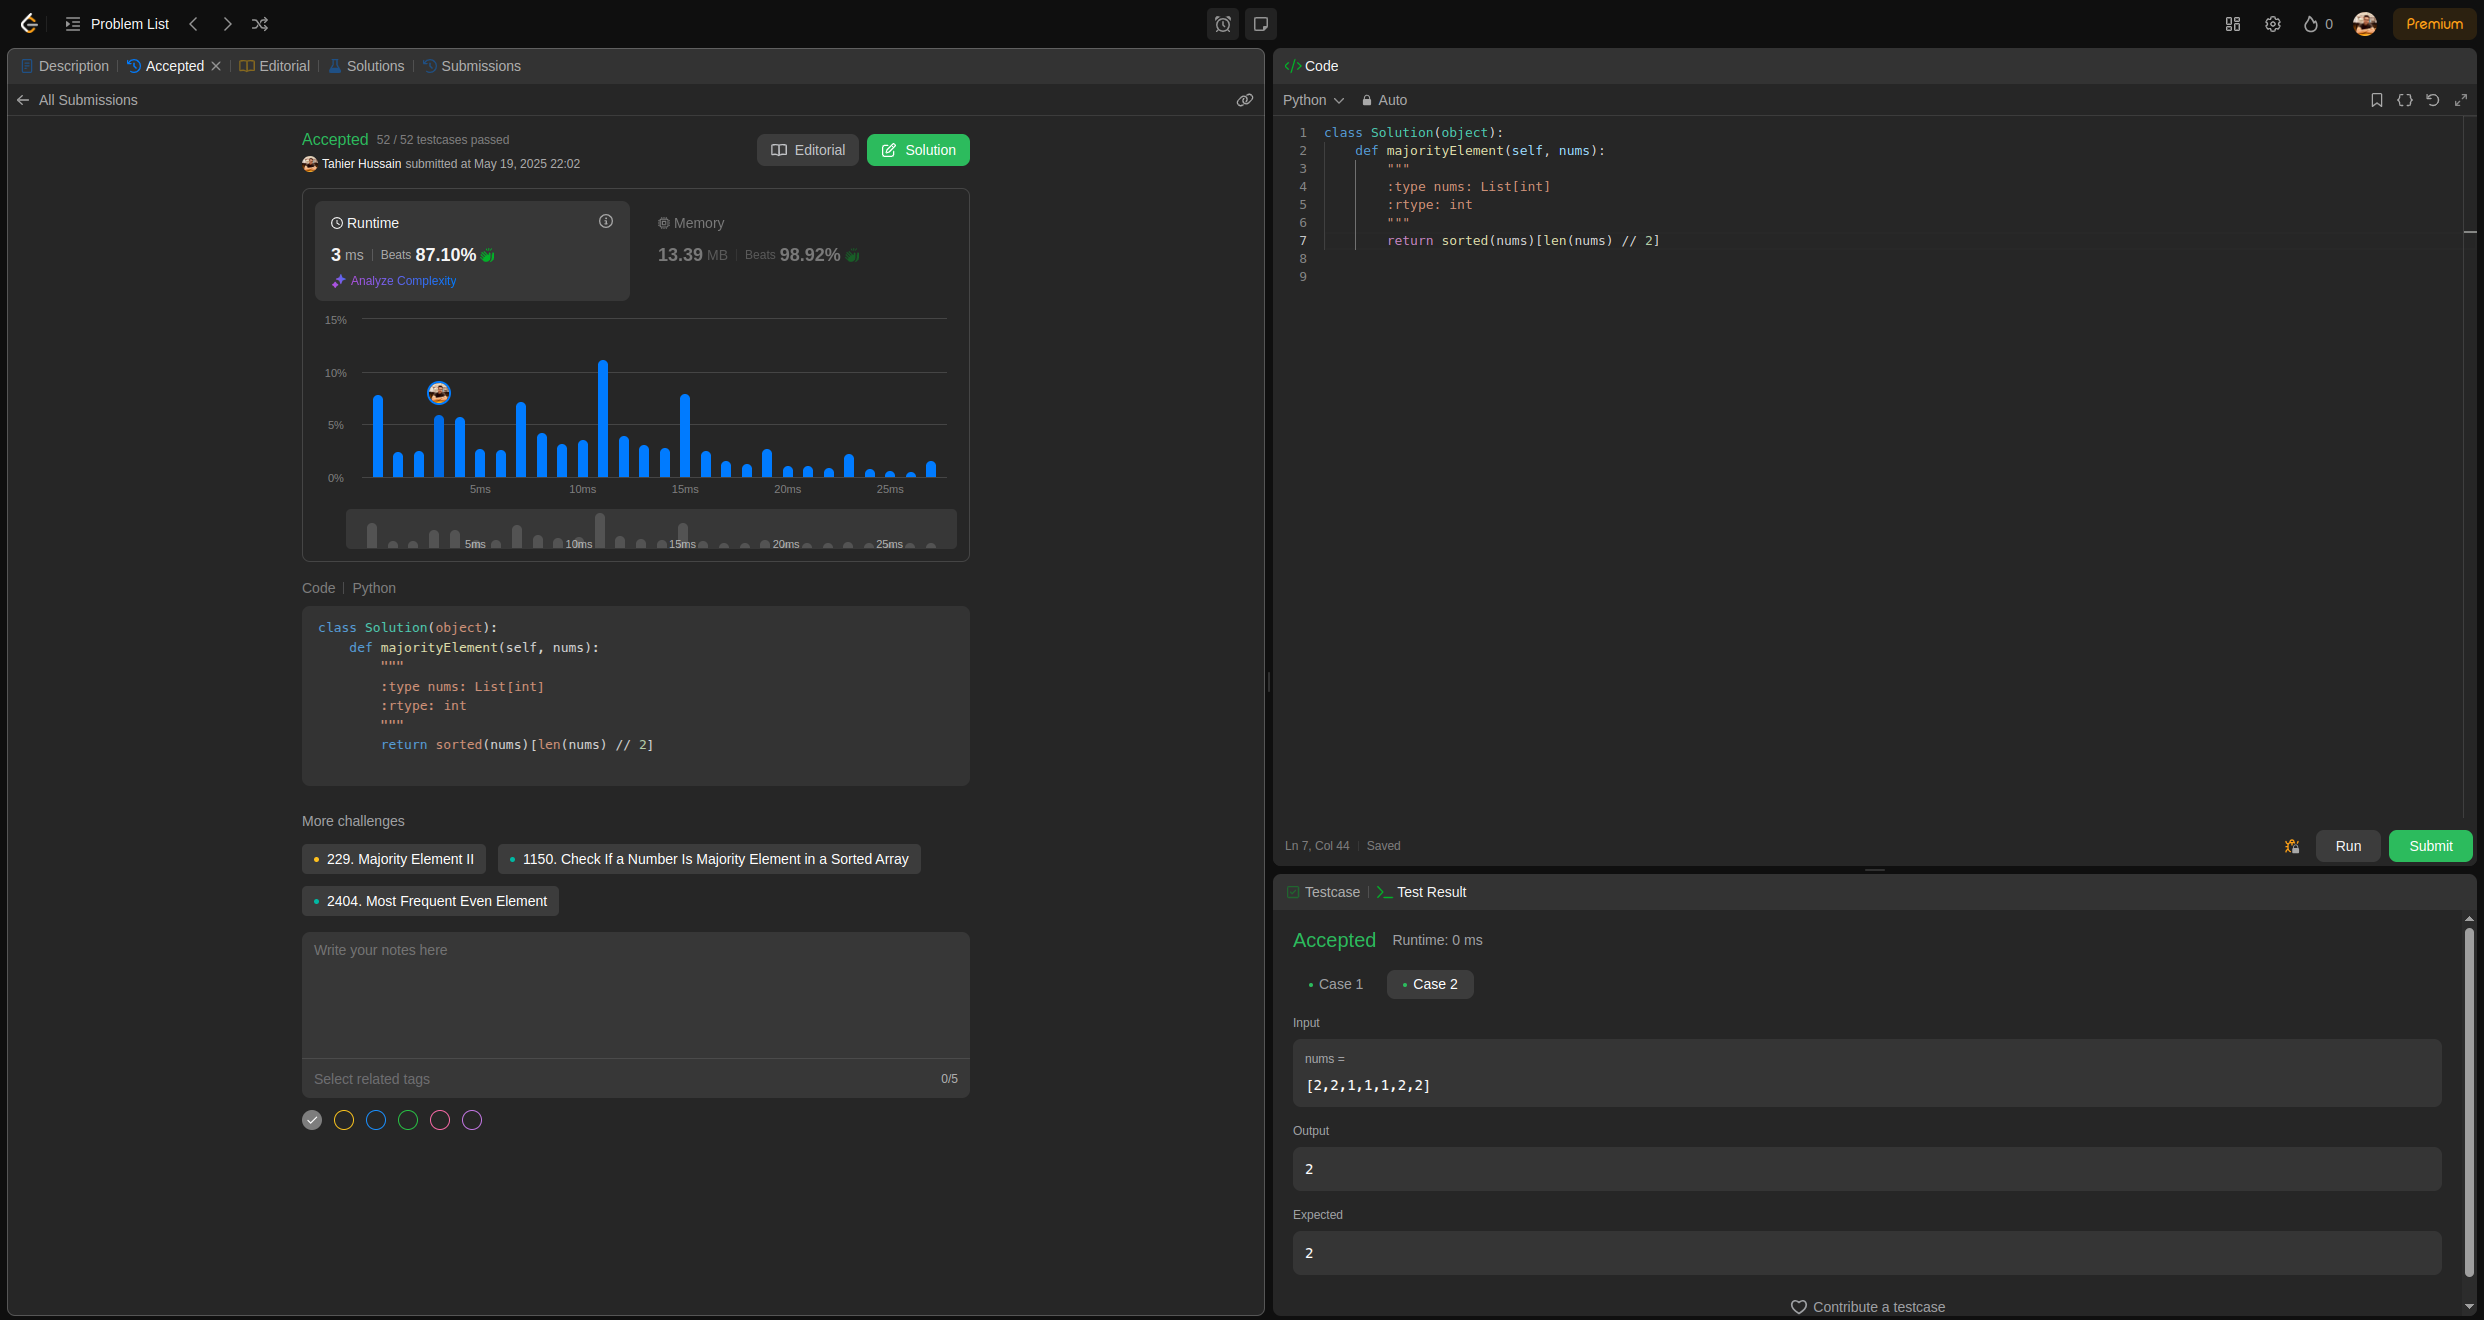 Problem List
0
Premium
Description
Accepted
Editorial
Solutions
Submissions
All Submissions
Accepted 52 / 52 testcases passed
Tahier Hussain submitted at May 19, 2025 22:02
Editorial
Solution
Runtime
3 ms Beats 87.10%
Analyze Complexity
Memory
13.39 MB Beats 98.92%
15%
10%
5%
0%
5ms 10ms 15ms 20ms 25ms
5ms 10ms 15ms 20ms 25ms
Code Python
class Solution(object):
    def majorityElement(self, nums):
        """
        :type nums: List[int]
        :rtype: int
        """
        return sorted(nums)[len(nums) // 2]
More challenges
229. Majority Element II
1150. Check If a Number Is Majority Element in a Sorted Array
2404. Most Frequent Even Element
Write your notes here
Select related tags 0/5
</> Code
Python Auto
1 class Solution(object):
2     def majorityElement(self, nums):
3         """
4         :type nums: List[int]
5         :rtype: int
6         """
7         return sorted(nums)[len(nums) // 2]
8
9
Ln 7, Col 44 Saved
Run
Submit
Testcase
Test Result
Accepted Runtime: 0 ms
Case 1
Case 2
Input
nums =
[2,2,1,1,1,2,2]
Output
2
Expected
2
Contribute a testcase